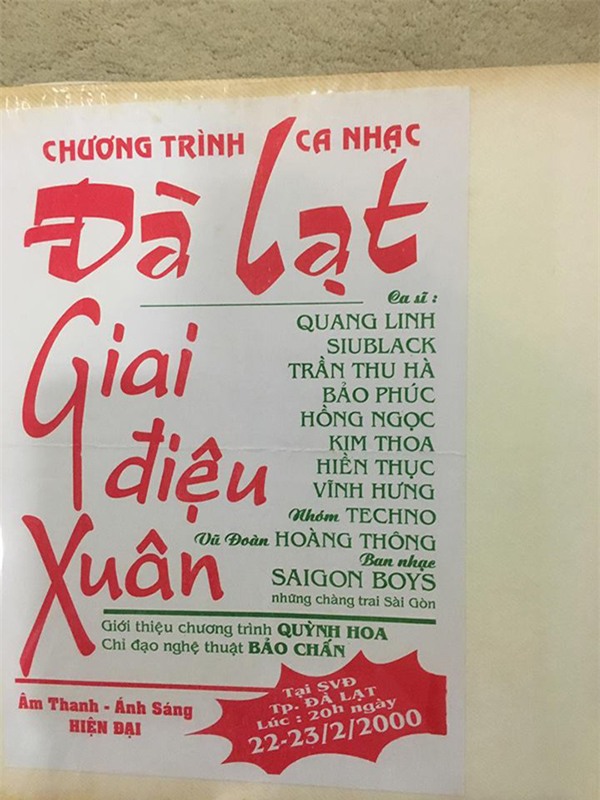 CHƯƠNG TRÌNH CA NHẠC
Đà Lạt
Giai điệu Xuân
Ca sĩ :
QUANG LINH
SIUBLACK
TRẦN THU HÀ
BẢO PHÚC
HỒNG NGỌC
KIM THOA
HIỀN THỤC
VĨNH HƯNG
Nhóm TECHNO
Vũ Đoàn HOÀNG THÔNG
Ban nhạc
SAIGON BOYS
những chàng trai Sài Gòn
Giới thiệu chương trình QUỲNH HOA
Chỉ đạo nghệ thuật BẢO CHẤN
Âm Thanh - Ánh Sáng
HIỆN ĐẠI
Tại SVĐ
Tp. ĐÀ LẠT
Lúc : 20h ngày
22-23/2/2000